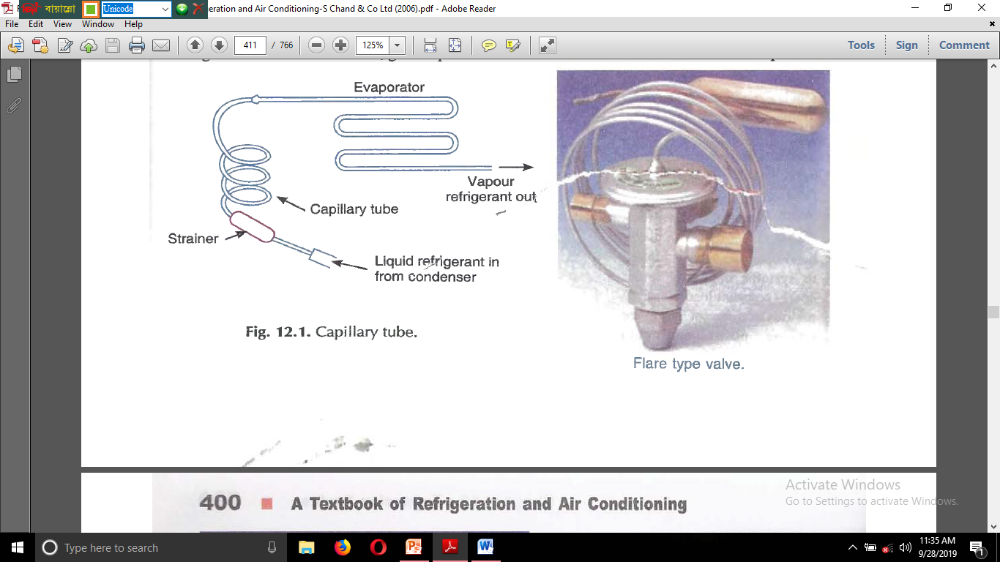 বায়ান্নো
Unicode
eration and Air Conditioning-S Chand & Co Ltd (2006).pdf - Adobe Reader
File Edit View Window Help
411 / 766
125%
Tools Sign Comment
Evaporator
Vapour
refrigerant out
Capillary tube
Strainer
Liquid refrigerant in
from condenser
Fig. 12.1. Capillary tube.
Flare type valve.
400 A Textbook of Refrigeration and Air Conditioning
Activate Windows
Go to Settings to activate Windows.
Type here to search
11:35 AM
9/28/2019
1